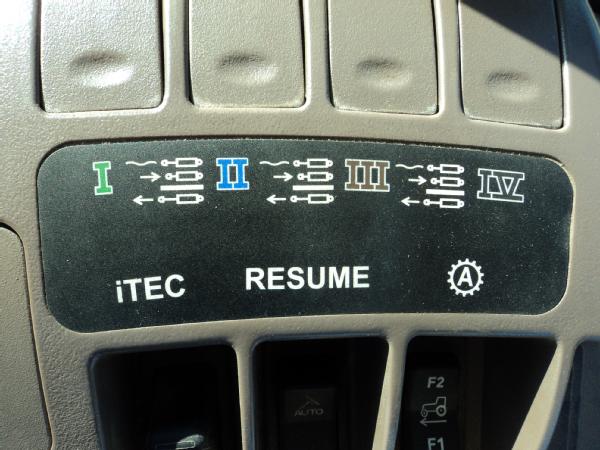 I II III IV
iTEC RESUME A
AUTO
F2
F1